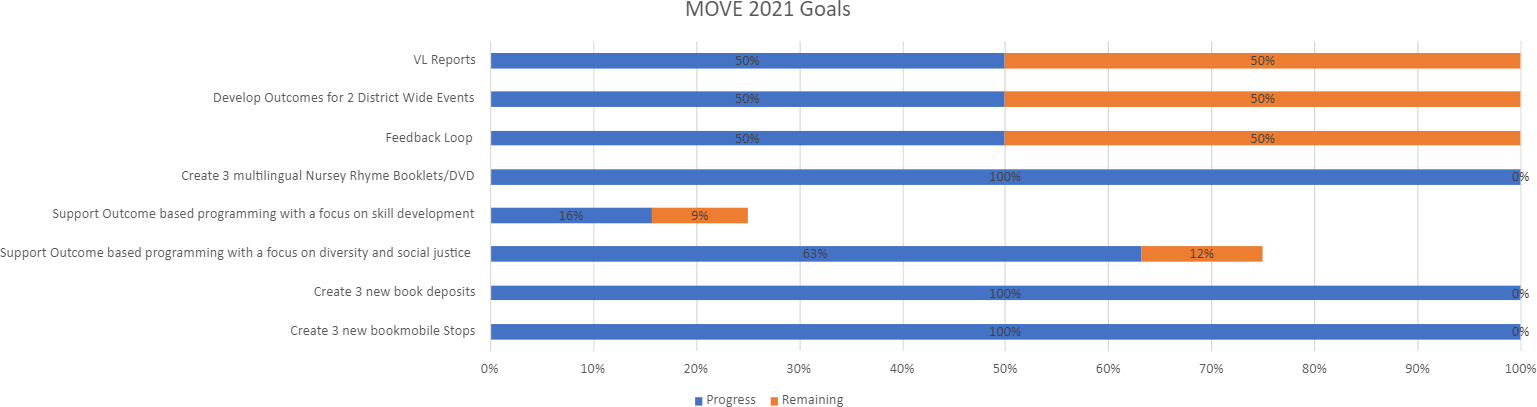 MOVE 2021 Goals
VL Reports 50% 50%
Develop Outcomes for 2 District Wide Events 50% 50%
Feedback Loop 50% 50%
Create 3 multilingual Nursey Rhyme Booklets/DVD 100% 0%
Support Outcome based programming with a focus on skill development 16% 9%
Support Outcome based programming with a focus on diversity and social justice 63% 12%
Create 3 new book deposits 100% 0%
Create 3 new bookmobile Stops 100% 0%
0% 10% 20% 30% 40% 50% 60% 70% 80% 90% 100%
Progress Remaining